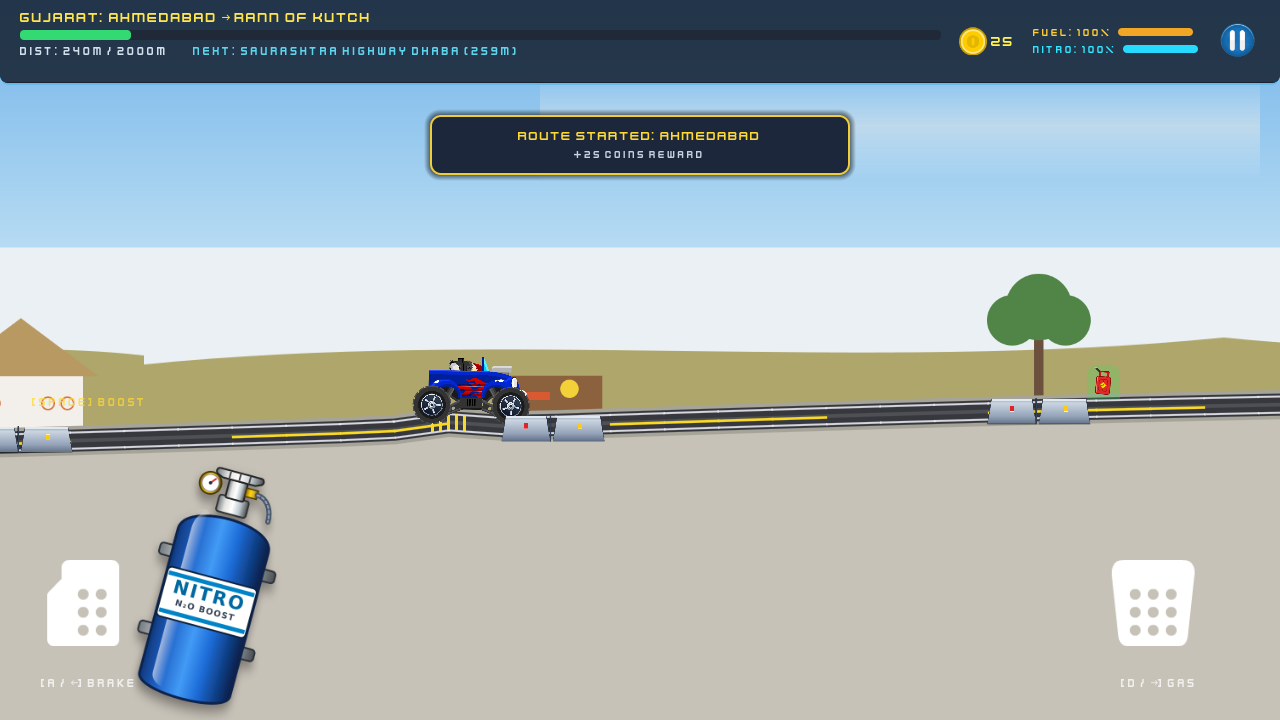 GUJARAT: AHMEDABAD → RANN OF KUTCH
DIST: 240M / 2000M
NEXT: SAURASHTRA HIGHWAY DHABA (259M)
25
FUEL: 100%
NITRO: 100%
ROUTE STARTED: AHMEDABAD
+25 COINS REWARD
BOOST
NITRO
N₂O BOOST
[A / ←] BRAKE
[D / →] GAS